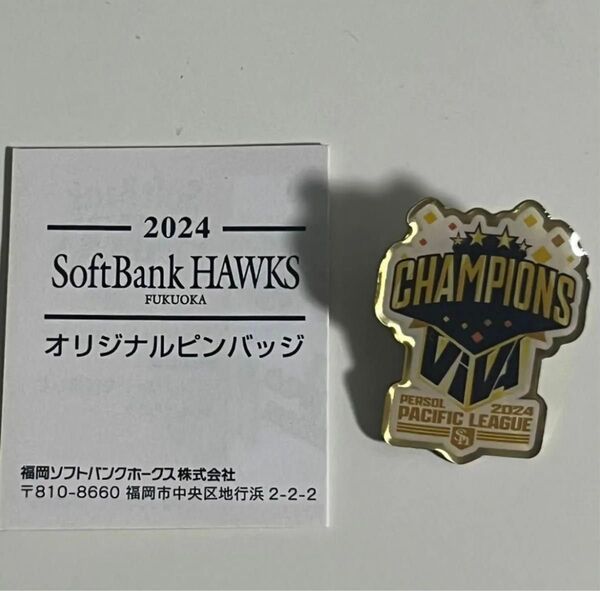 2024
SoftBank HAWKS
FUKUOKA
オリジナルピンバッジ
福岡ソフトバンクホークス株式会社
〒810-8660 福岡市中央区地行浜 2-2-2
CHAMPIONS
ViVA
PERSOL 2024
PACIFIC LEAGUE
SH